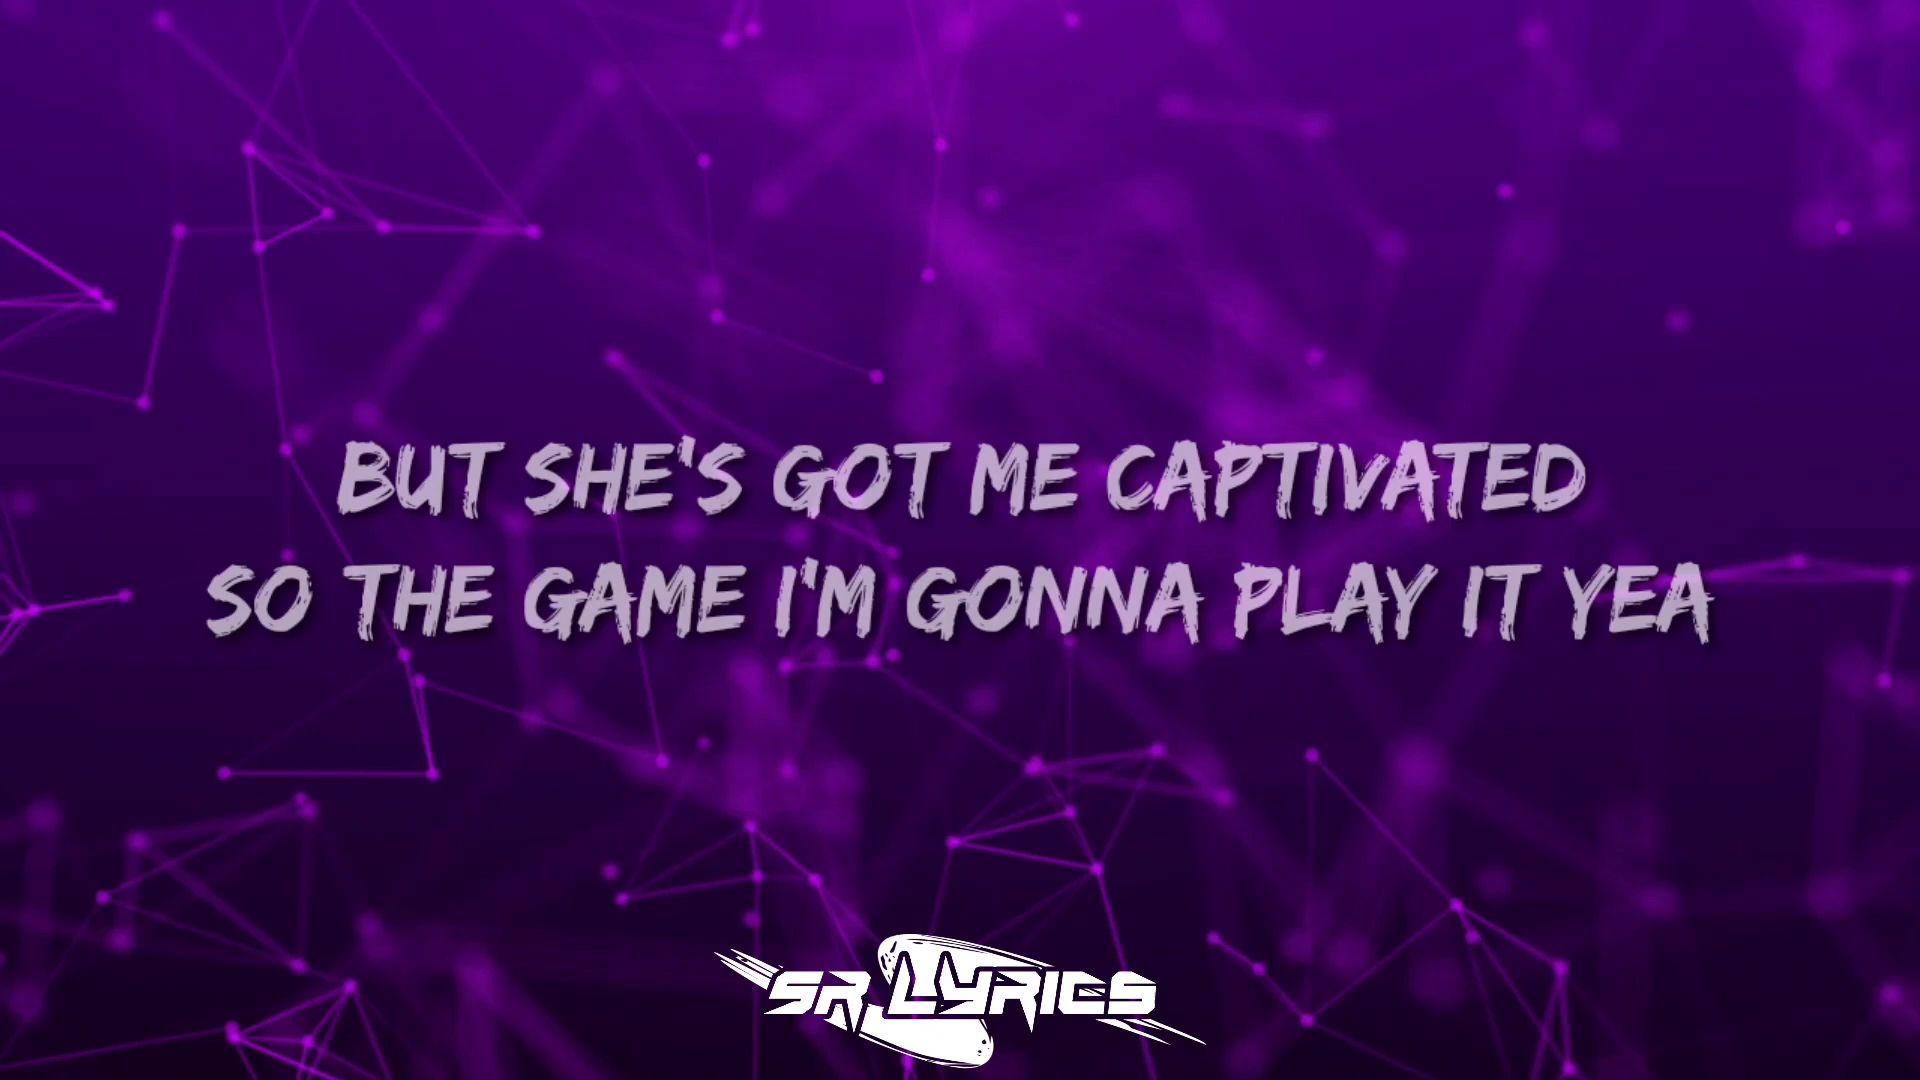 BUT SHE'S GOT ME CAPTIVATED
SO THE GAME I'M GONNA PLAY IT YEA
SR LYRICS